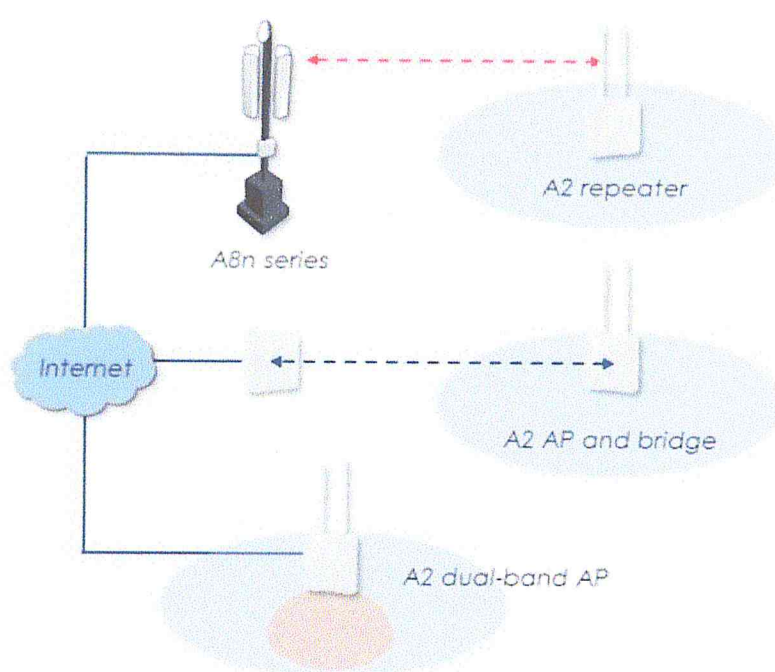 A2 repeater
A8n series
Internet
A2 AP and bridge
A2 dual-band AP